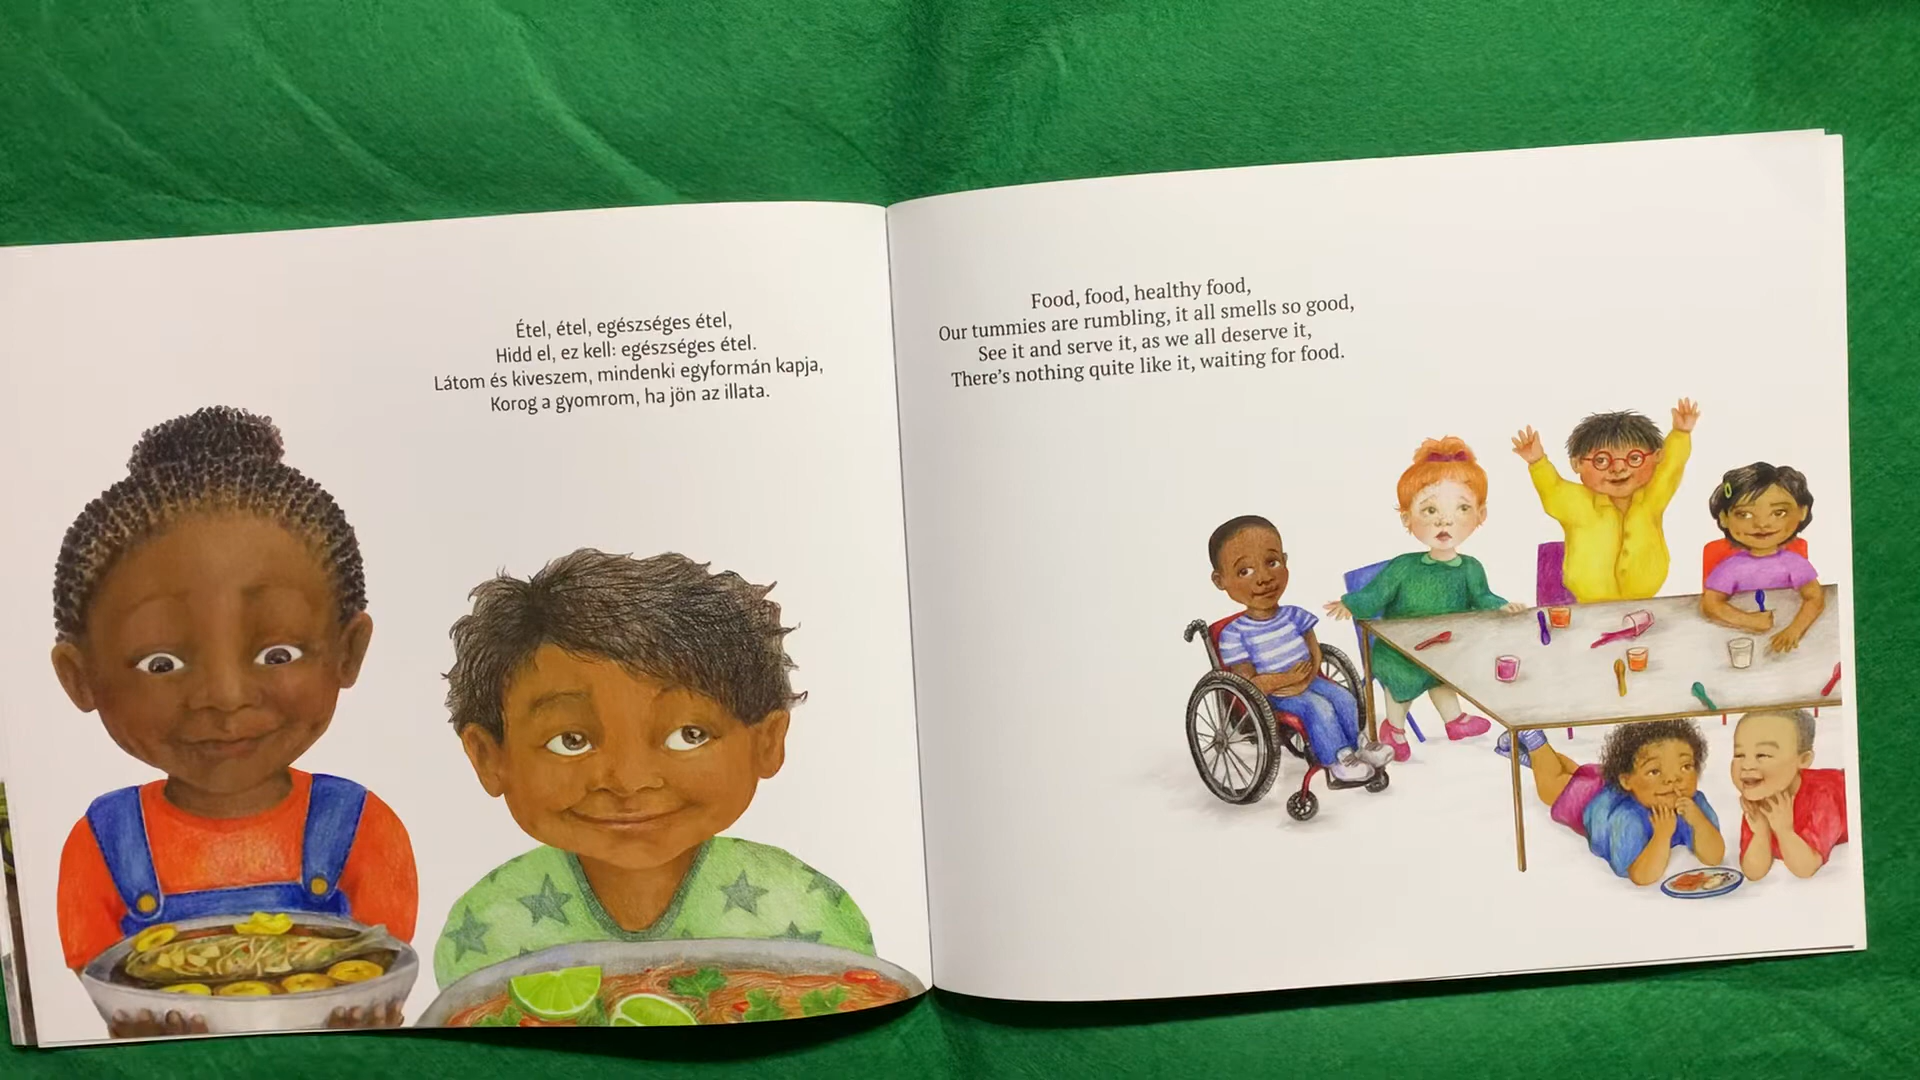 Étel, étel, egészséges étel,
Hidd el, ez kell: egészséges étel.
Látom és kiveszem, mindenki egyformán kapja,
Korog a gyomrom, ha jön az illata.
Food, food, healthy food,
Our tummies are rumbling, it all smells so good,
See it and serve it, as we all deserve it,
There's nothing quite like it, waiting for food.